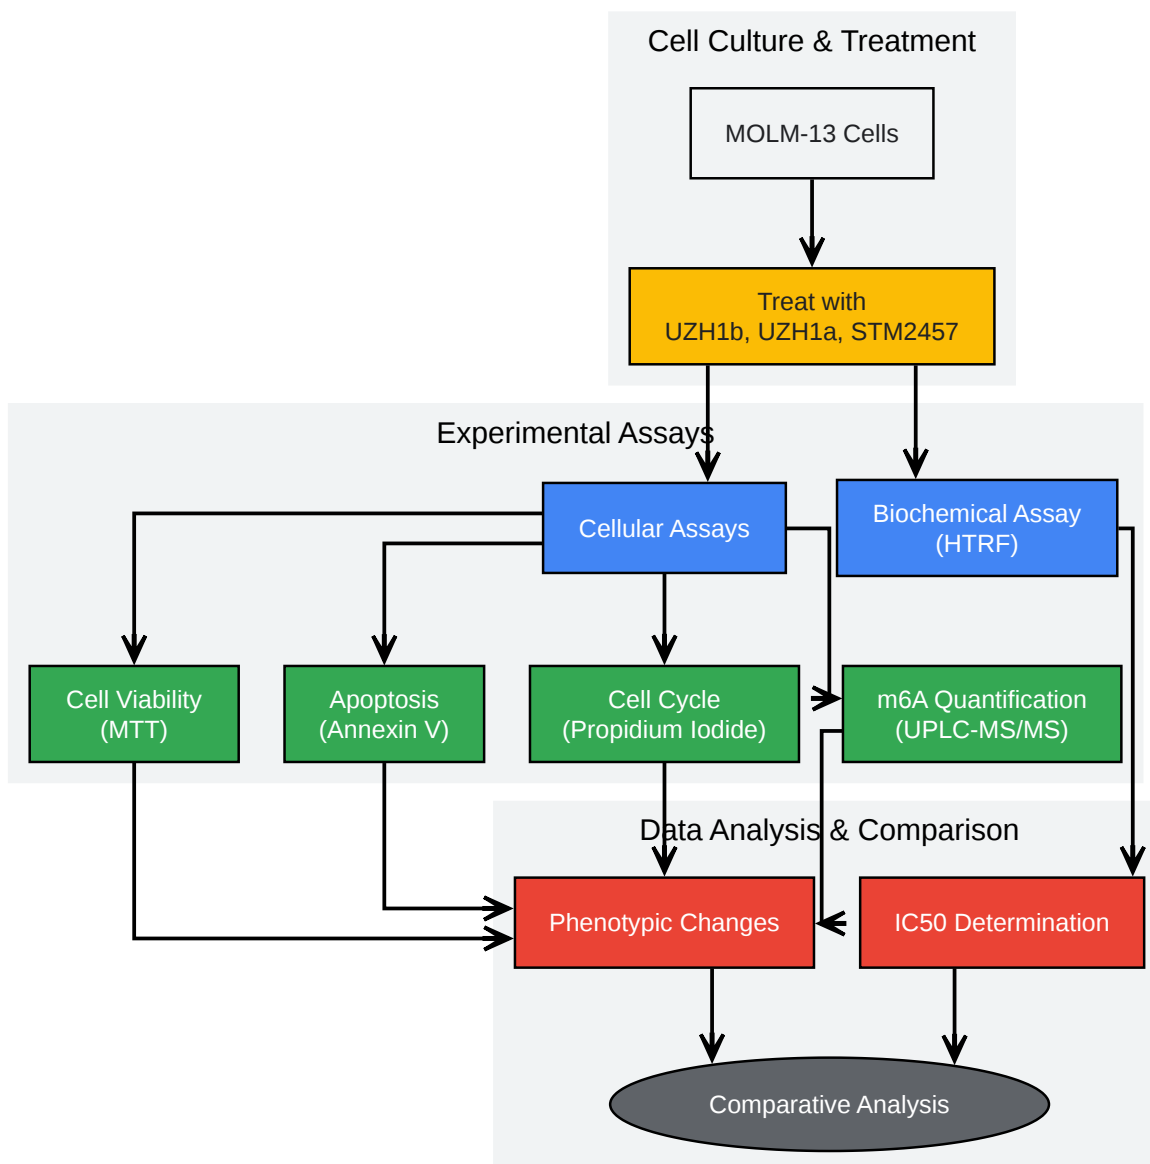 Cell Culture & Treatment
MOLM-13 Cells
Treat with
UZH1b, UZH1a, STM2457
Experimental Assays
Cellular Assays
Biochemical Assay
(HTRF)
Cell Viability
(MTT)
Apoptosis
(Annexin V)
Cell Cycle
(Propidium Iodide)
m6A Quantification
(UPLC-MS/MS)
Data Analysis & Comparison
Phenotypic Changes
IC50 Determination
Comparative Analysis